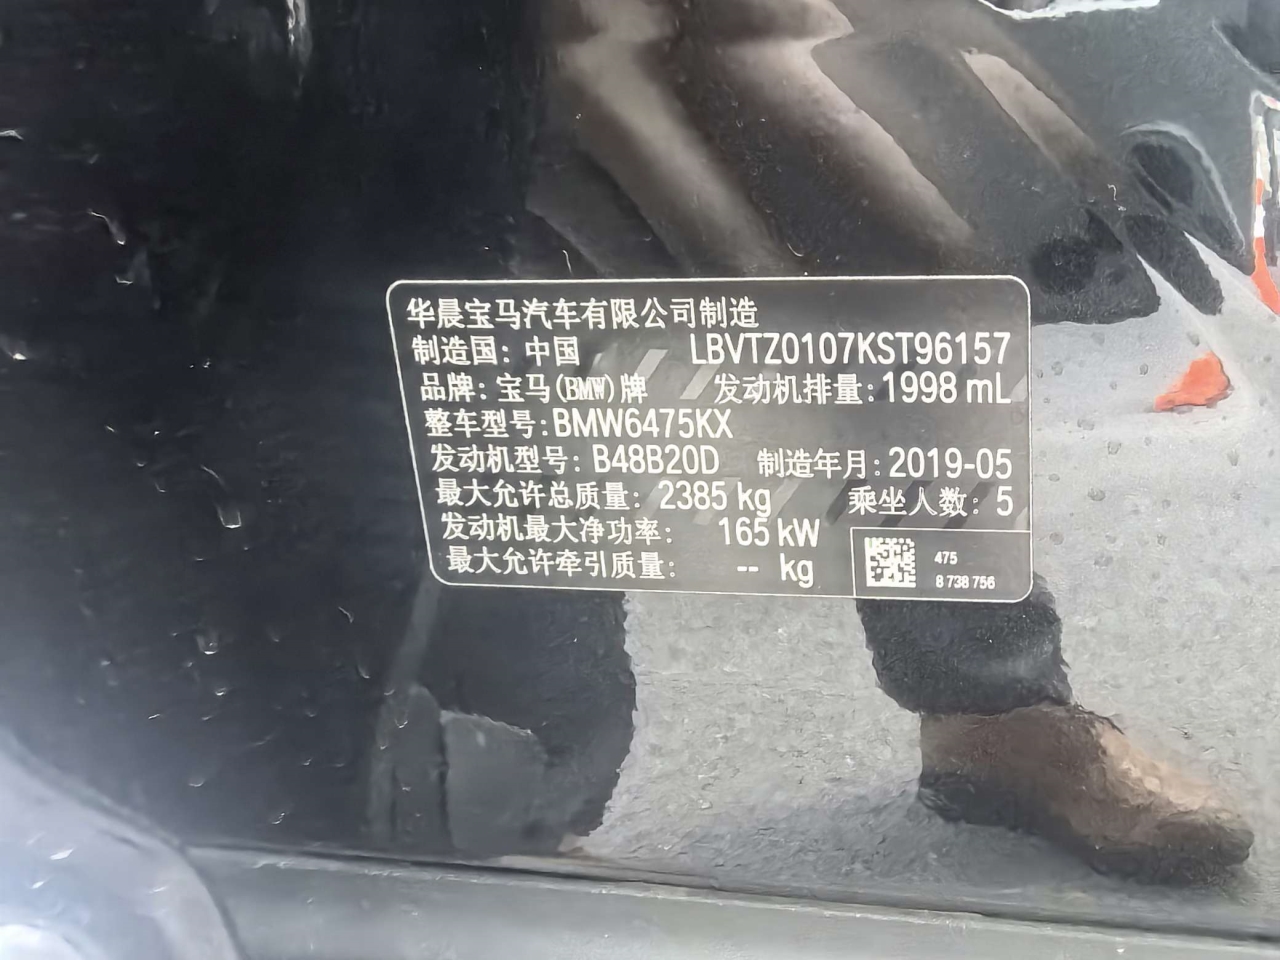 华晨宝马汽车有限公司制造
制造国：中国 LBVTZ0107KST96157
品牌：宝马(BMW)牌 发动机排量：1998 mL
整车型号：BMW6475KX
发动机型号：B48B20D 制造年月：2019-05
最大允许总质量：2385 kg 乘坐人数：5
发动机最大净功率： 165 kW
最大允许牵引质量： -- kg
475
8 738 756